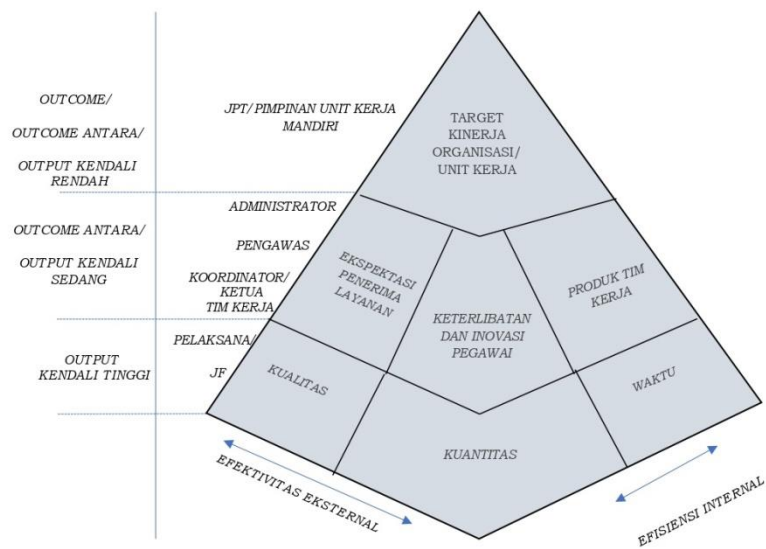 OUTCOME/
OUTCOME ANTARA/
OUTPUT KENDALI
RENDAH
JPT/PIMPINAN UNIT KERJA
MANDIRI
TARGET
KINERJA
ORGANISASI/
UNIT KERJA
OUTCOME ANTARA/
OUTPUT KENDALI
SEDANG
ADMINISTRATOR
PENGAWAS
KOORDINATOR/
KETUA
TIM KERJA
EKSPEKTASI
PENERIMA
LAYANAN
KETERLIBATAN
DAN INOVASI
PEGAWAI
PRODUK TIM
KERJA
OUTPUT
KENDALI TINGGI
PELAKSANA/
JF
KUALITAS
KUANTITAS
WAKTU
EFEKTIVITAS EKSTERNAL
EFISIENSI INTERNAL